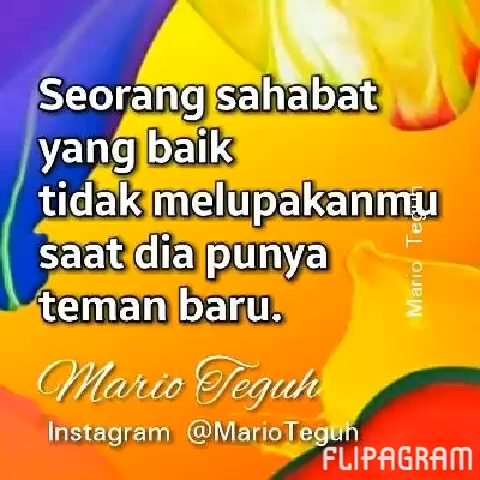 Seorang sahabat
yang baik
tidak melupakanmu
saat dia punya
teman baru.
Mario Teguh
Mario Teguh
Instagram @MarioTeguh
FLIPAGRAM